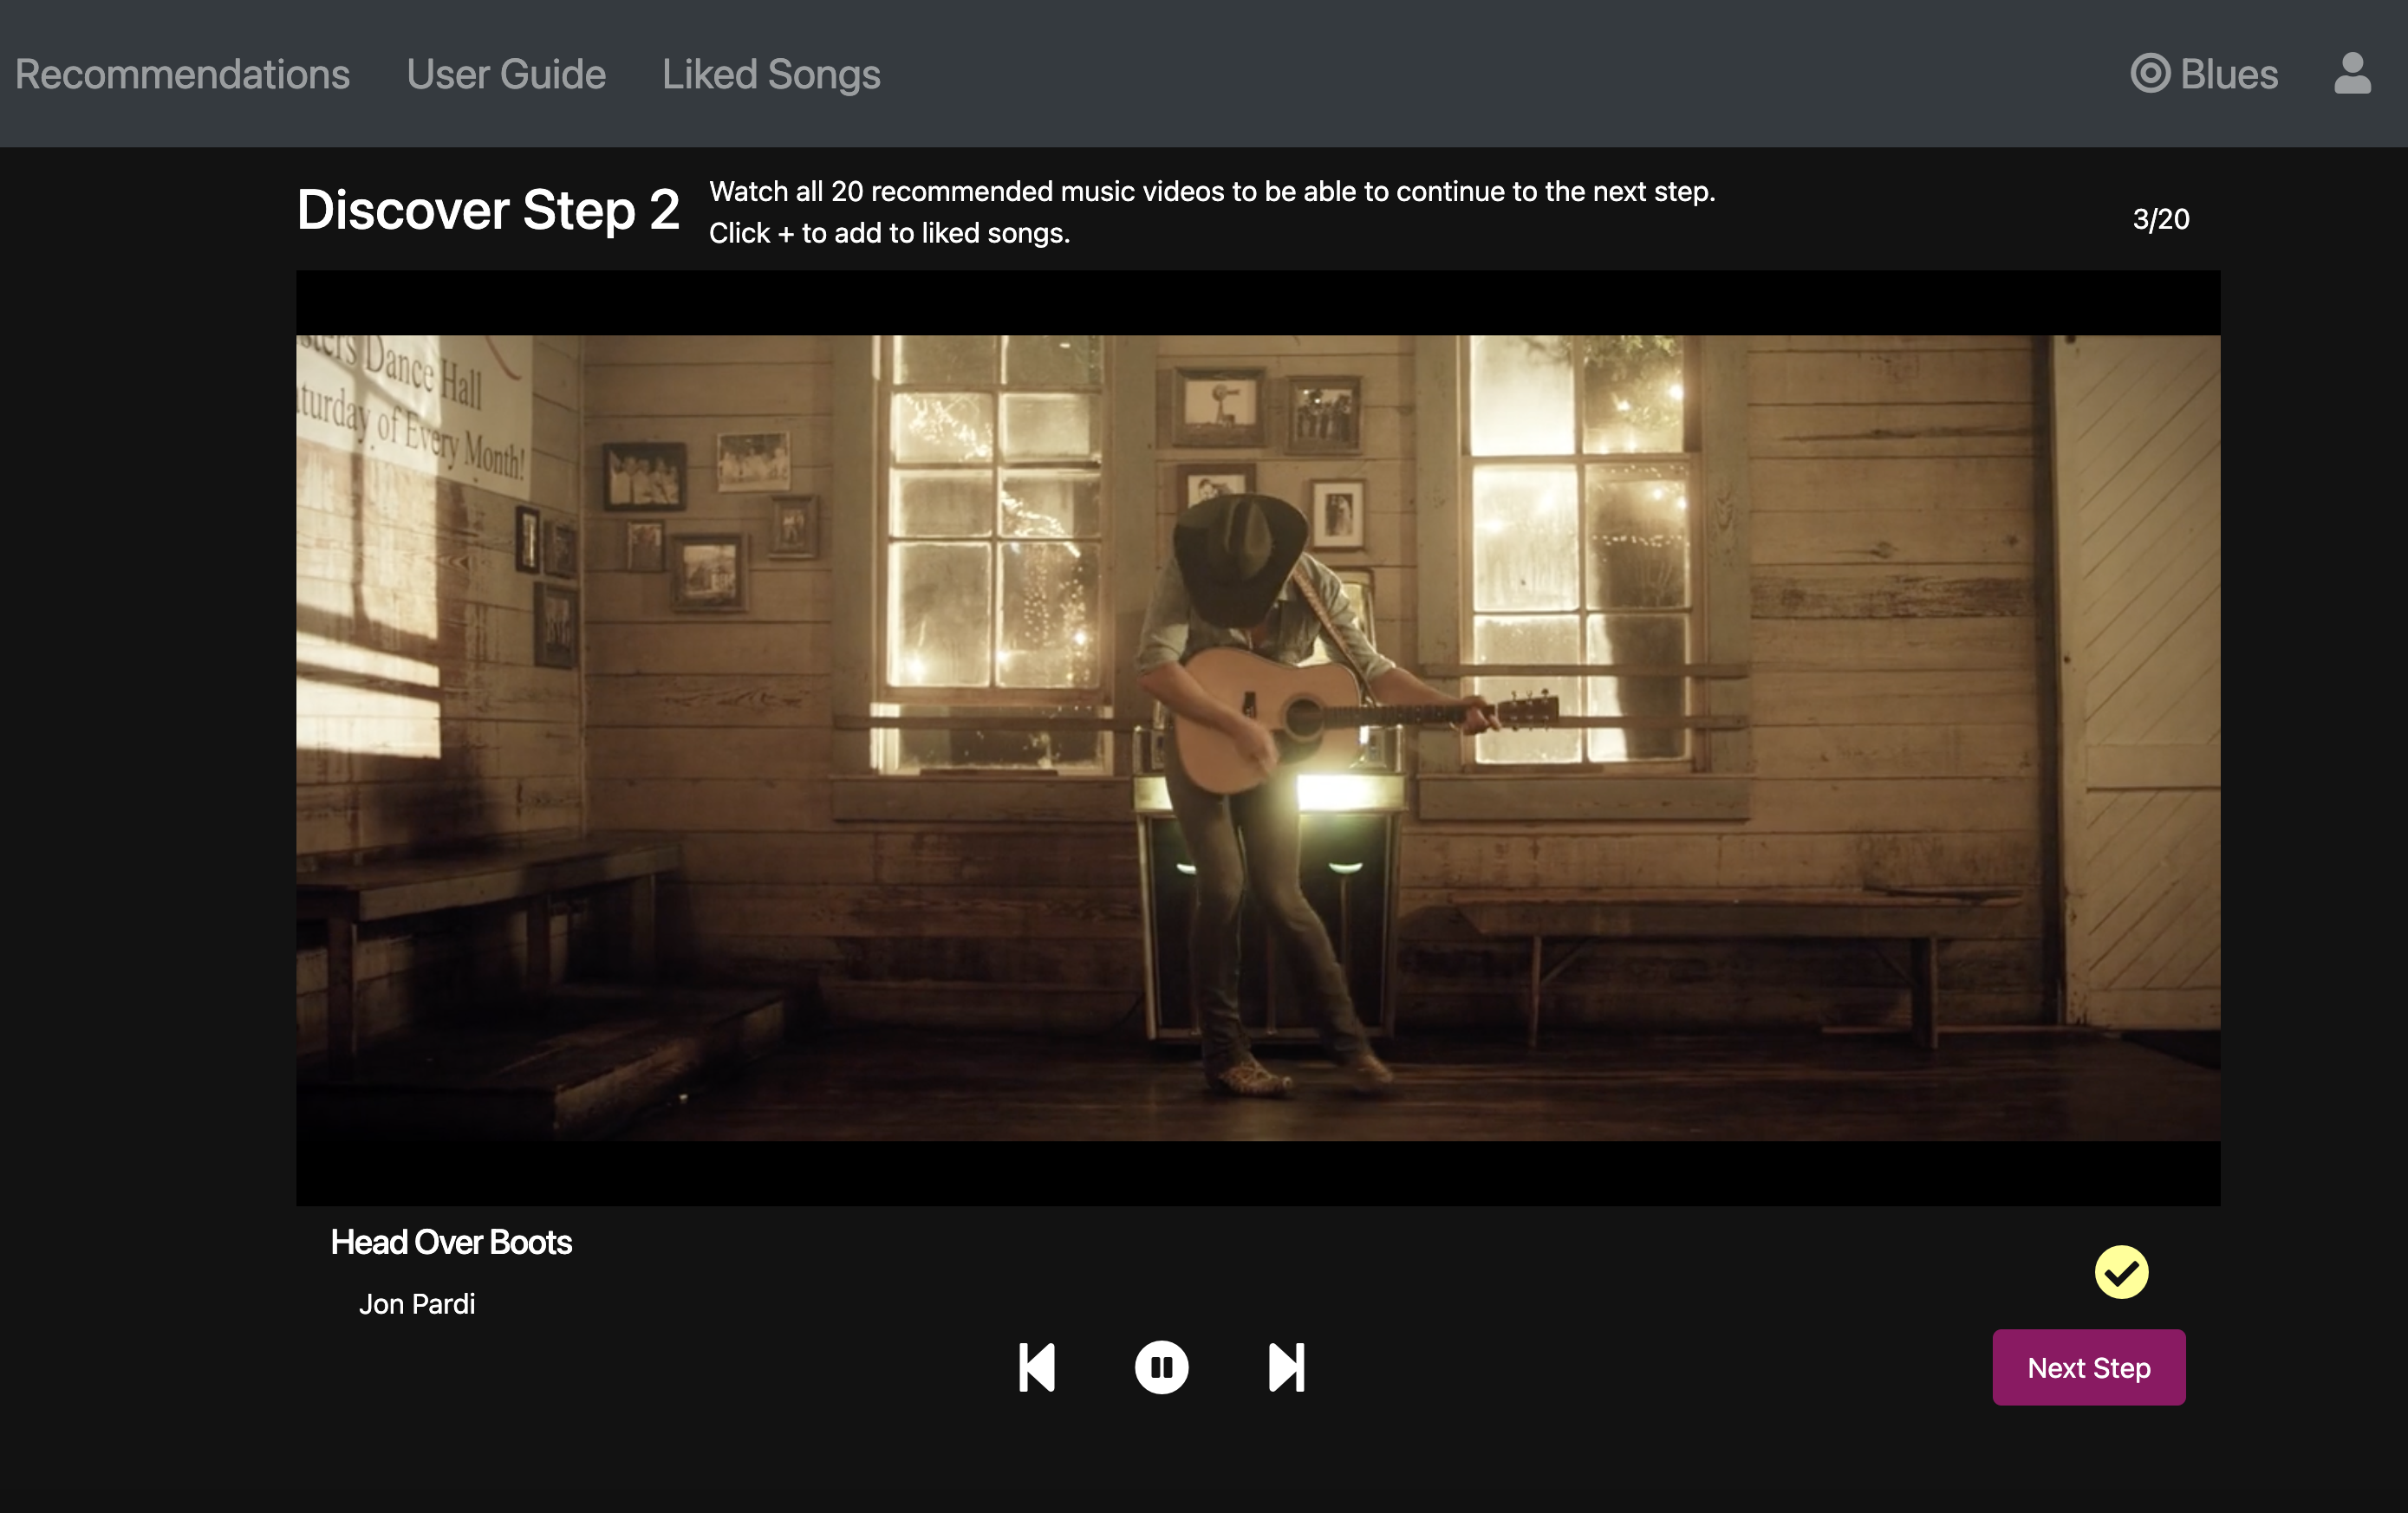 Recommendations
User Guide
Liked Songs
Blues
Discover Step 2
Watch all 20 recommended music videos to be able to continue to the next step.
Click + to add to liked songs.
3/20
Dance Hall
of Every Month!
Head Over Boots
Jon Pardi
Next Step